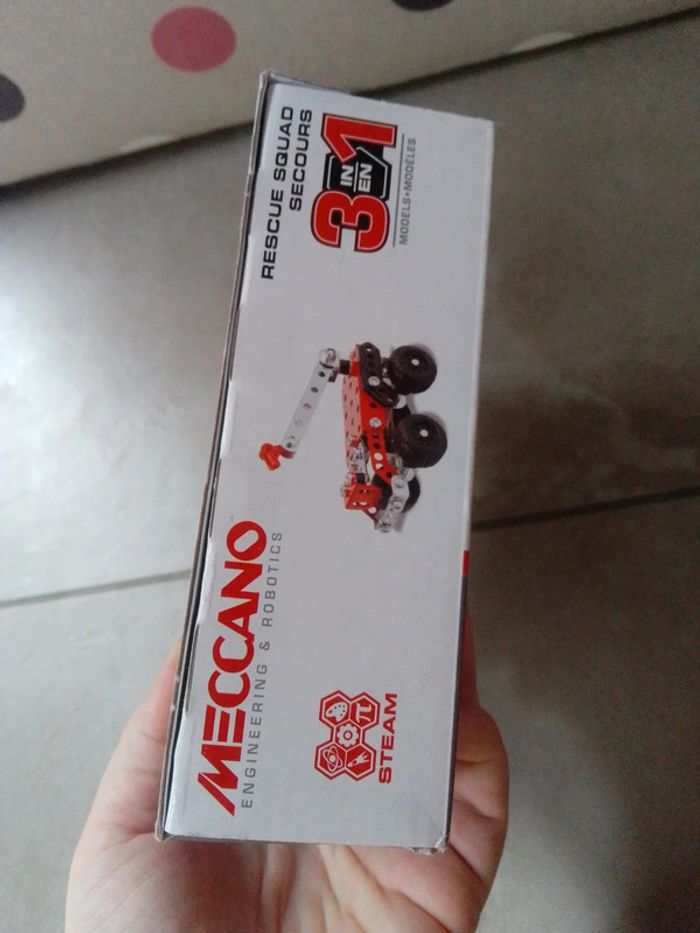 MECCANO
ENGINEERING & ROBOTICS
STEAM
RESCUE SQUAD
SECOURS
3 IN 1
EN
MODELS • MODÈLES